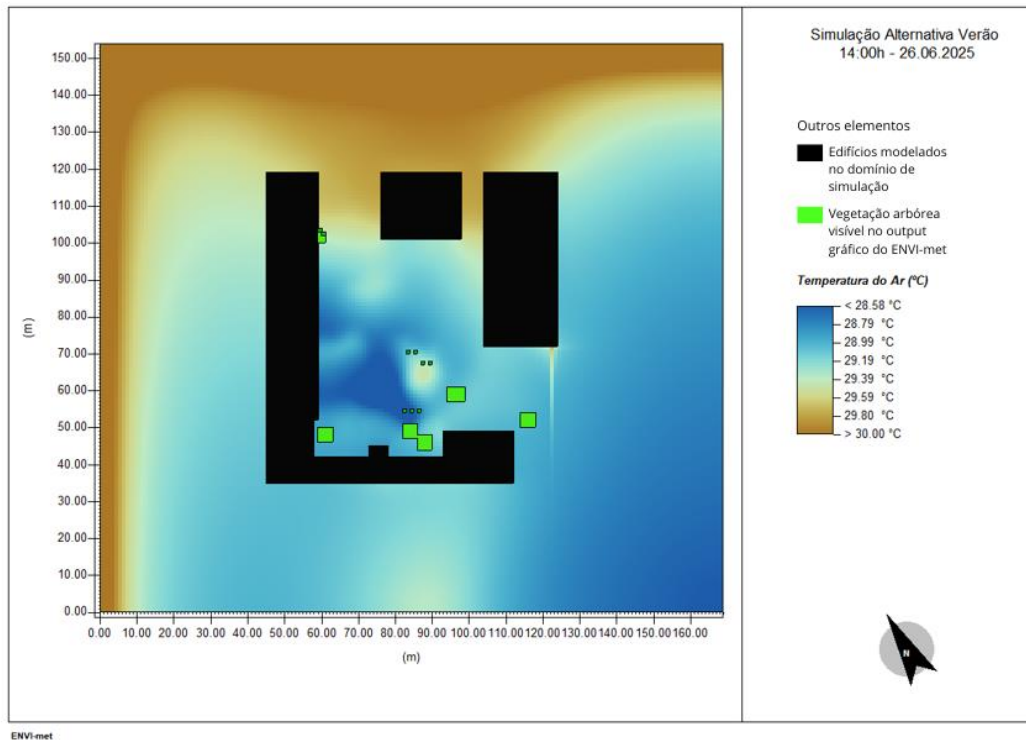 Simulação Alternativa Verão
14:00h - 26.06.2025
Outros elementos
Edifícios modelados
no domínio de
simulação
Vegetação arbórea
visível no output
gráfico do ENVI-met
Temperatura do Ar (ºC)
< 28.58 °C
28.79 °C
28.99 °C
29.19 °C
29.39 °C
29.59 °C
29.80 °C
> 30.00 °C
150.00
140.00
130.00
120.00
110.00
100.00
90.00
80.00
70.00
60.00
50.00
40.00
30.00
20.00
10.00
0.00
(m)
0.00 10.00 20.00 30.00 40.00 50.00 60.00 70.00 80.00 90.00 100.00 110.00 120.00 130.00 140.00 150.00 160.00
(m)
N
ENVI-met